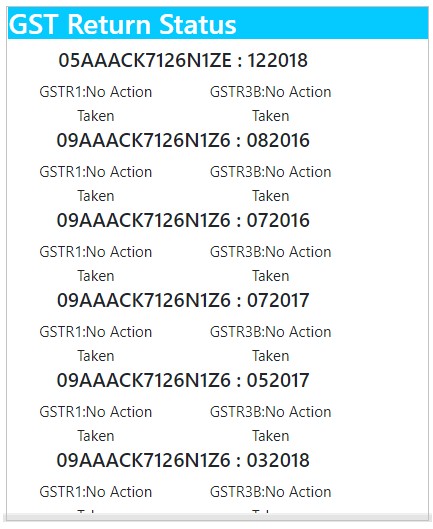 GST Return Status
05AAACK7126N1ZE : 122018
GSTR1:No Action GSTR3B:No Action
Taken Taken
09AAACK7126N1Z6 : 082016
GSTR1:No Action GSTR3B:No Action
Taken Taken
09AAACK7126N1Z6 : 072016
GSTR1:No Action GSTR3B:No Action
Taken Taken
09AAACK7126N1Z6 : 072017
GSTR1:No Action GSTR3B:No Action
Taken Taken
09AAACK7126N1Z6 : 052017
GSTR1:No Action GSTR3B:No Action
Taken Taken
09AAACK7126N1Z6 : 032018
GSTR1:No Action GSTR3B:No Action